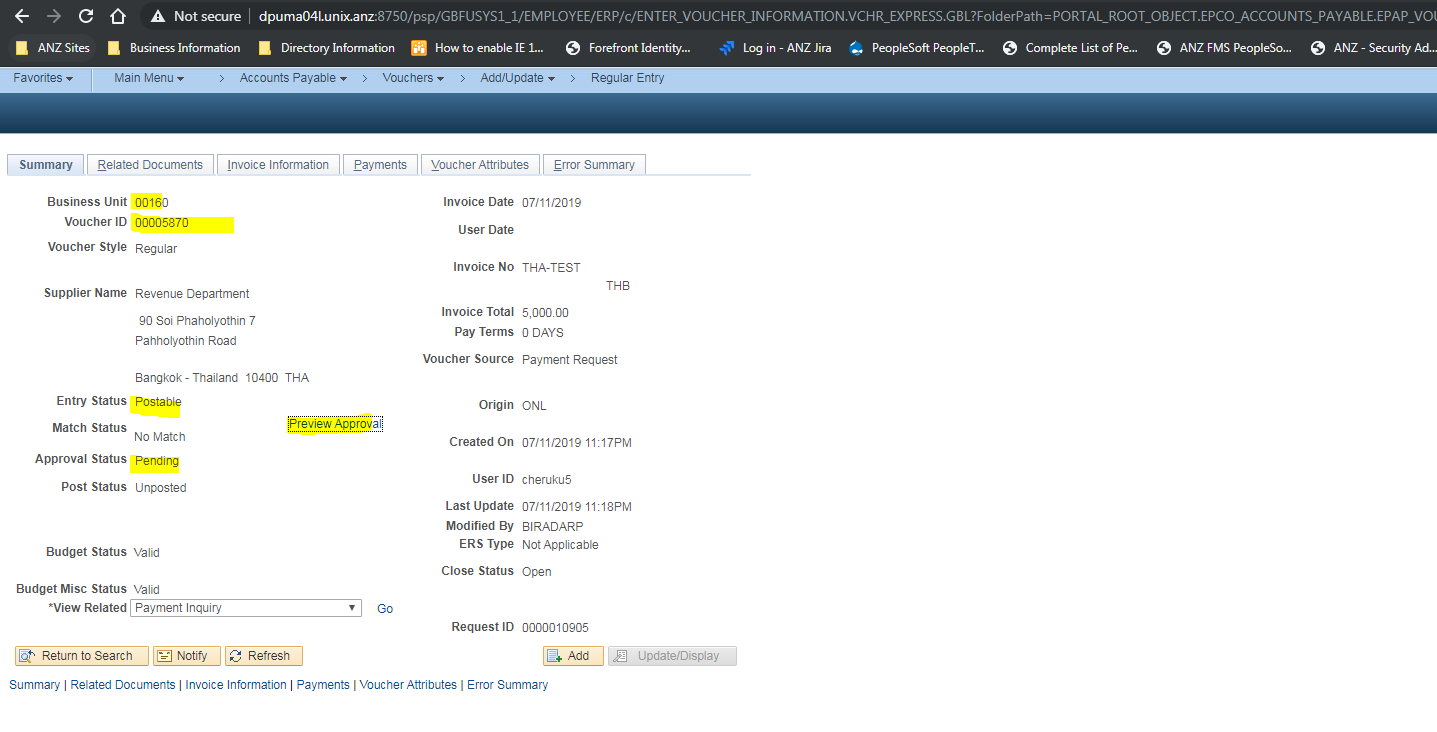 Not secure | dpuma04l.unix.anz:8750/psp/GBFUSYS1_1/EMPLOYEE/ERP/c/ENTER_VOUCHER_INFORMATION.VCHR_EXPRESS.GBL?FolderPath=PORTAL_ROOT_OBJECT.EPCO_ACCOUNTS_PAYABLE.EPAP_VOU
ANZ Sites Business Information Directory Information How to enable IE 1... Forefront Identity... Log in - ANZ Jira PeopleSoft PeopleT... Complete List of Pe... ANZ FMS PeopleSo... ANZ - Security Ad...
Favorites Main Menu > Accounts Payable > Vouchers > Add/Update > Regular Entry
Summary Related Documents Invoice Information Payments Voucher Attributes Error Summary
Business Unit 00160 Invoice Date 07/11/2019
Voucher ID 00005870 User Date
Voucher Style Regular
Invoice No THA-TEST
THB
Supplier Name Revenue Department
Invoice Total 5,000.00
90 Soi Phaholyothin 7
Pay Terms 0 DAYS
Pahholyothin Road
Voucher Source Payment Request
Bangkok - Thailand 10400 THA
Entry Status Postable Origin ONL
Preview Approval
Match Status No Match
Created On 07/11/2019 11:17PM
Approval Status Pending
User ID cheruku5
Post Status Unposted
Last Update 07/11/2019 11:18PM
Modified By BIRADARP
ERS Type Not Applicable
Budget Status Valid
Close Status Open
Budget Misc Status Valid
*View Related Payment Inquiry Go
Request ID 0000010905
Return to Search Notify Refresh Add Update/Display
Summary | Related Documents | Invoice Information | Payments | Voucher Attributes | Error Summary